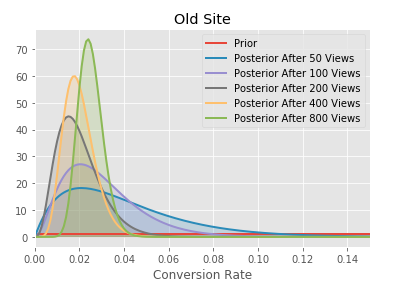 Old Site
Prior
Posterior After 50 Views
Posterior After 100 Views
Posterior After 200 Views
Posterior After 400 Views
Posterior After 800 Views
70
60
50
40
30
20
10
0
0.00 0.02 0.04 0.06 0.08 0.10 0.12 0.14
Conversion Rate